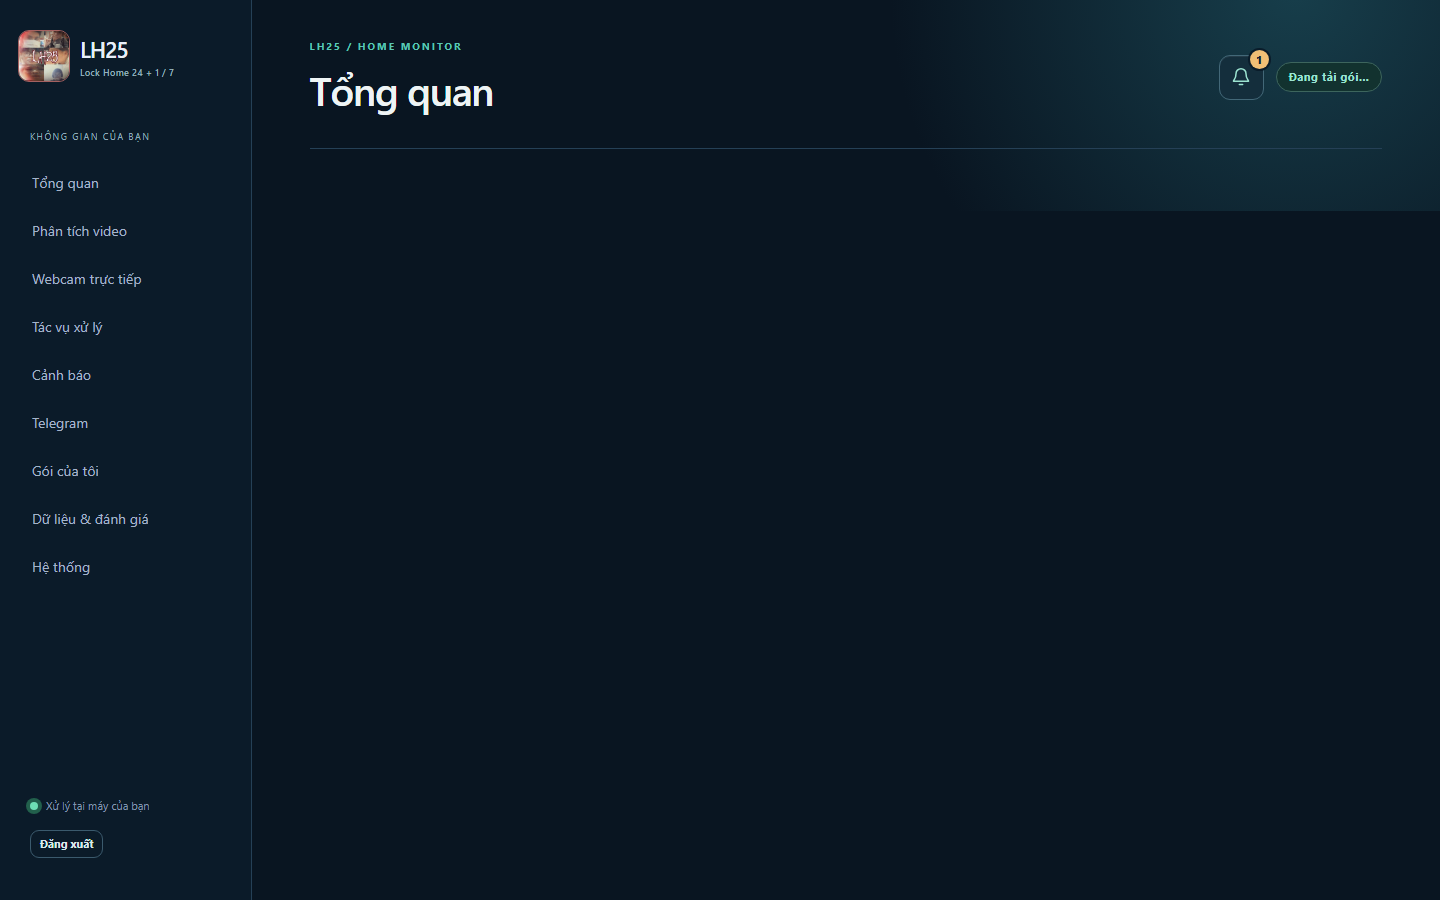 LH25
LH25
Lock Home 24 + 1 / 7
KHÔNG GIAN CỦA BẠN
Tổng quan
Phân tích video
Webcam trực tiếp
Tác vụ xử lý
Cảnh báo
Telegram
Gói của tôi
Dữ liệu & đánh giá
Hệ thống
Xử lý tại máy của bạn
Đăng xuất
LH25 / HOME MONITOR
Tổng quan
1
Đang tải gói...